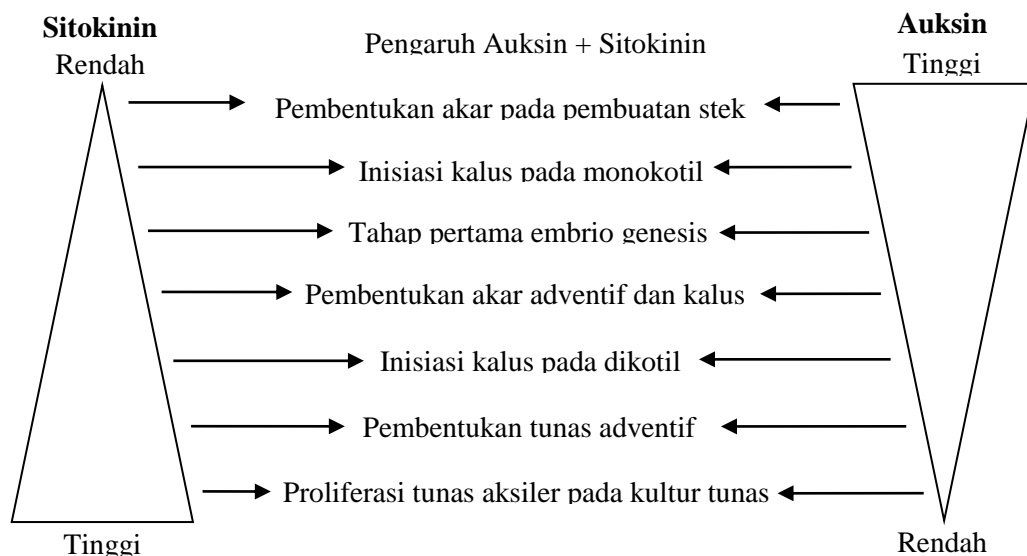 Sitokinin
Rendah
Pengaruh Auksin + Sitokinin
Auksin
Tinggi
Pembentukan akar pada pembuatan stek
Inisiasi kalus pada monokotil
Tahap pertama embrio genesis
Pembentukan akar adventif dan kalus
Inisiasi kalus pada dikotil
Pembentukan tunas adventif
Proliferasi tunas aksiler pada kultur tunas
Tinggi
Rendah